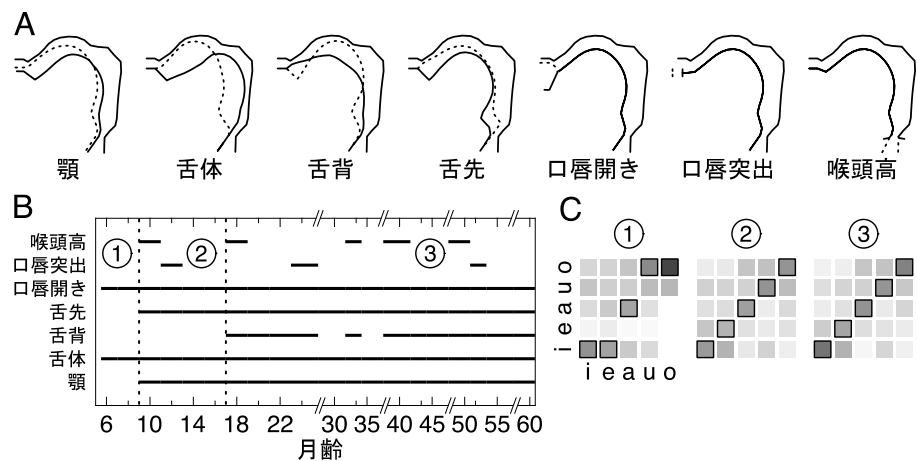 A
顎 舌体 舌背 舌先 口唇開き 口唇突出 喉頭高
B
喉頭高
口唇突出
口唇開き
舌先
舌背
舌体
顎
① ② ③
6 10 14 18 22 30 35 40 45 50 55 60
月齢
C
① ② ③
o
u
a
e
i
i e a u o